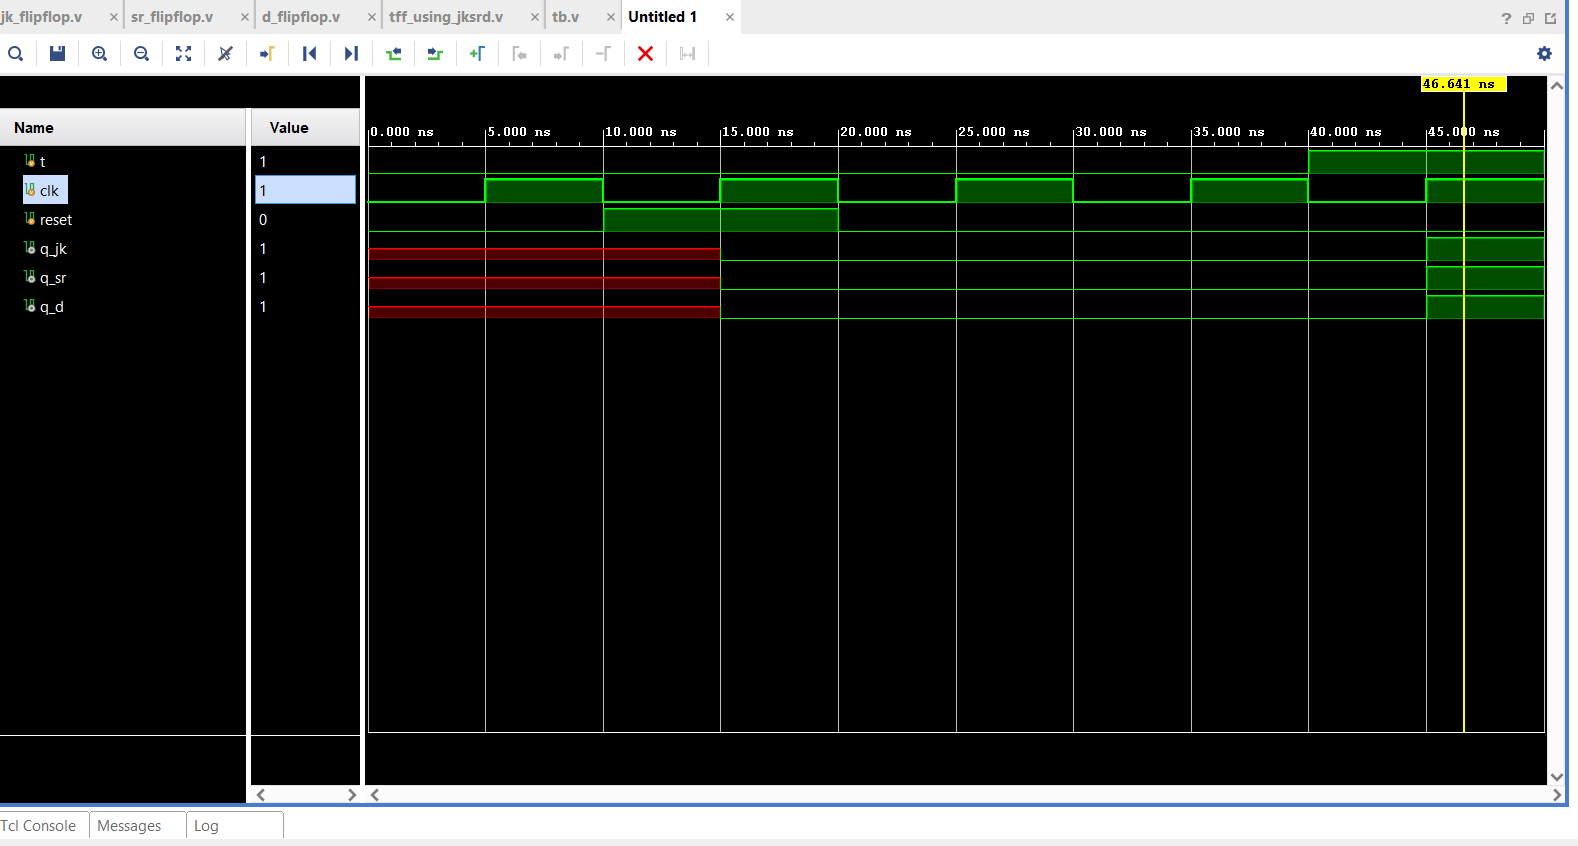 jk_flipflop.v sr_flipflop.v d_flipflop.v tff_using_jksrd.v tb.v Untitled 1
46.641 ns
Name Value
0.000 ns 5.000 ns 10.000 ns 15.000 ns 20.000 ns 25.000 ns 30.000 ns 35.000 ns 40.000 ns 45.000 ns
t 1
clk 1
reset 0
q_jk 1
q_sr 1
q_d 1
Tcl Console Messages Log